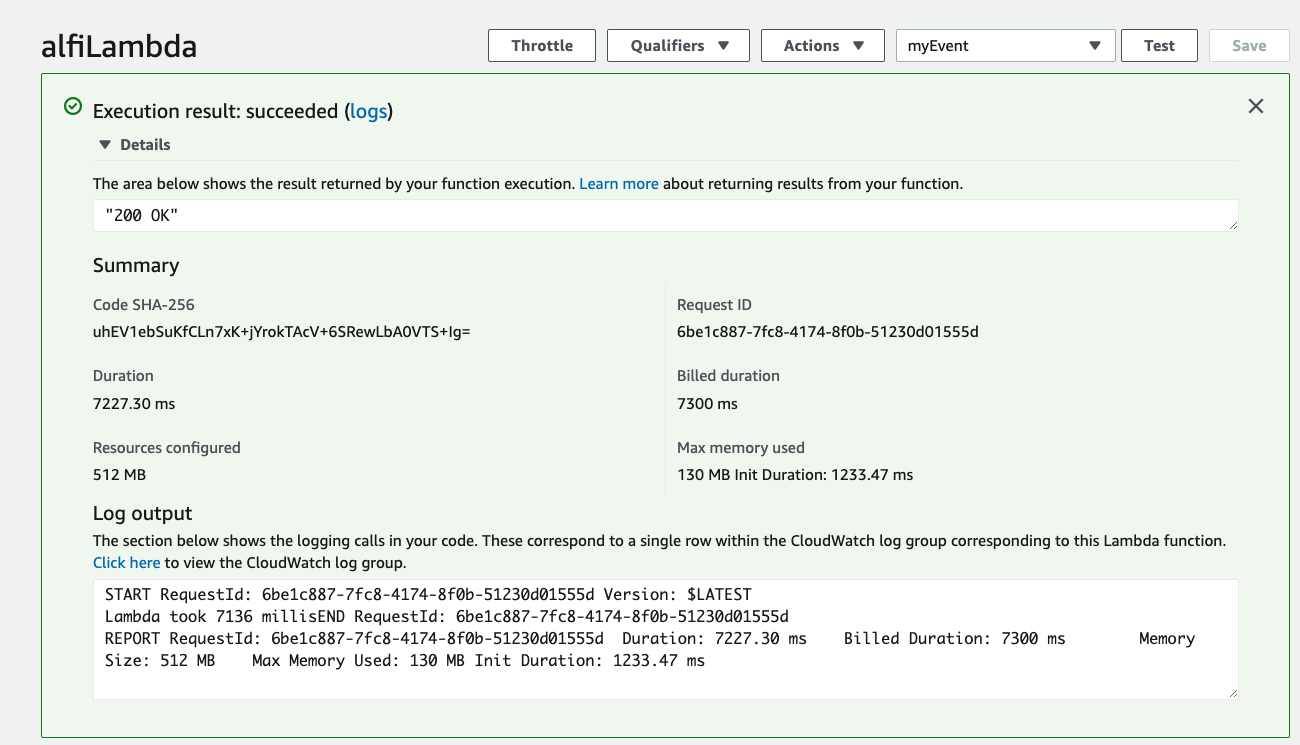 alfiLambda
Throttle
Qualifiers
Actions
myEvent
Test
Save
Execution result: succeeded (logs)
Details
The area below shows the result returned by your function execution. Learn more about returning results from your function.
"200 OK"
Summary
Code SHA-256
uhEV1ebSuKfCLn7xK+jYrokTAcV+6SRewLbA0VTS+Ig=
Request ID
6be1c887-7fc8-4174-8f0b-51230d01555d
Duration
7227.30 ms
Billed duration
7300 ms
Resources configured
512 MB
Max memory used
130 MB Init Duration: 1233.47 ms
Log output
The section below shows the logging calls in your code. These correspond to a single row within the CloudWatch log group corresponding to this Lambda function.
Click here to view the CloudWatch log group.
START RequestId: 6be1c887-7fc8-4174-8f0b-51230d01555d Version: $LATEST
Lambda took 7136 millisEND RequestId: 6be1c887-7fc8-4174-8f0b-51230d01555d
REPORT RequestId: 6be1c887-7fc8-4174-8f0b-51230d01555d Duration: 7227.30 ms Billed Duration: 7300 ms Memory
Size: 512 MB Max Memory Used: 130 MB Init Duration: 1233.47 ms